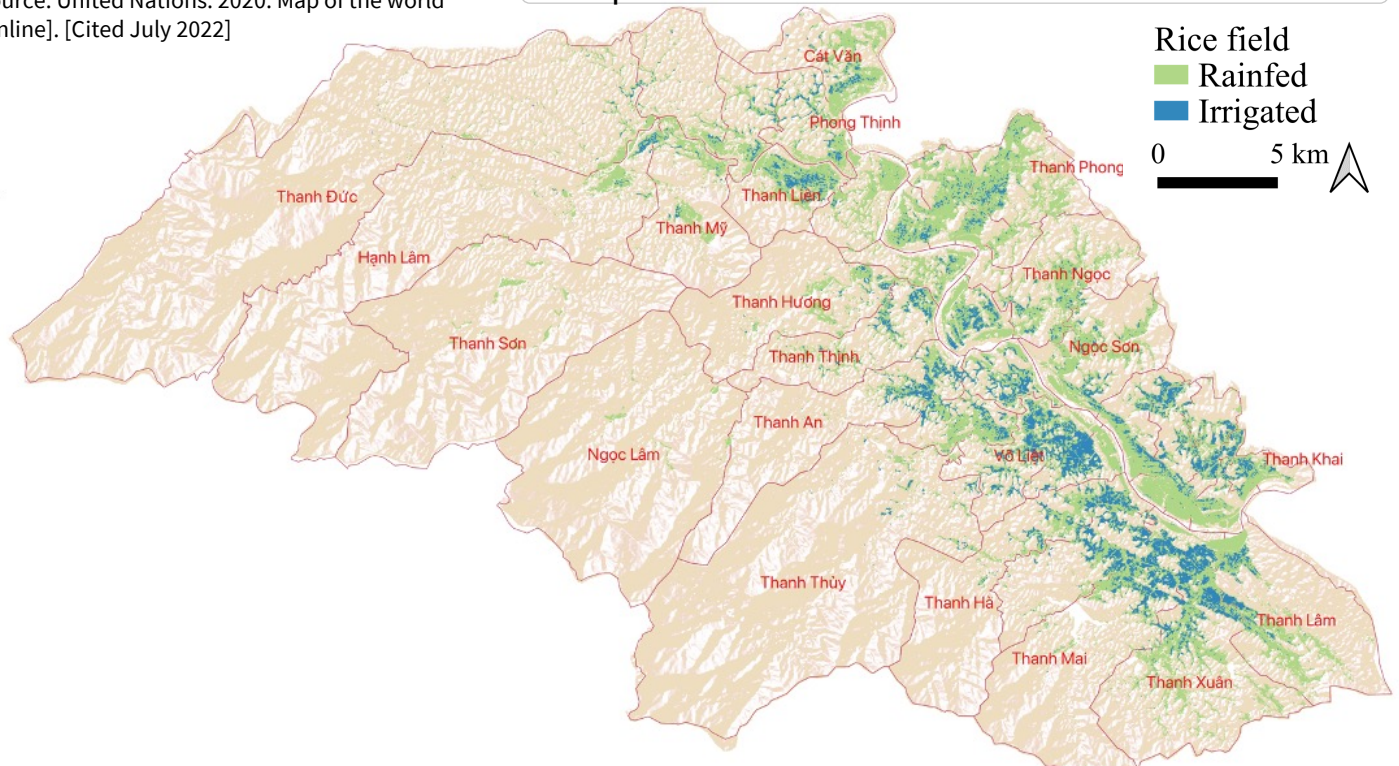 ource: United Nations. 2020. Map of the world
nline]. [Cited July 2022]
Rice field
Rainfed
Irrigated
0 5 km
Cát Văn
Phong Thịnh
Thanh Phong
Thanh Đức
Thanh Liên
Thanh Mỹ
Hạnh Lâm
Thanh Ngọc
Thanh Hương
Thanh Sơn
Thanh Thịnh
Ngọc Sơn
Thanh An
Ngọc Lâm
Võ Liệt
Thanh Khai
Thanh Thủy
Thanh Hà
Thanh Lâm
Thanh Mai
Thanh Xuân